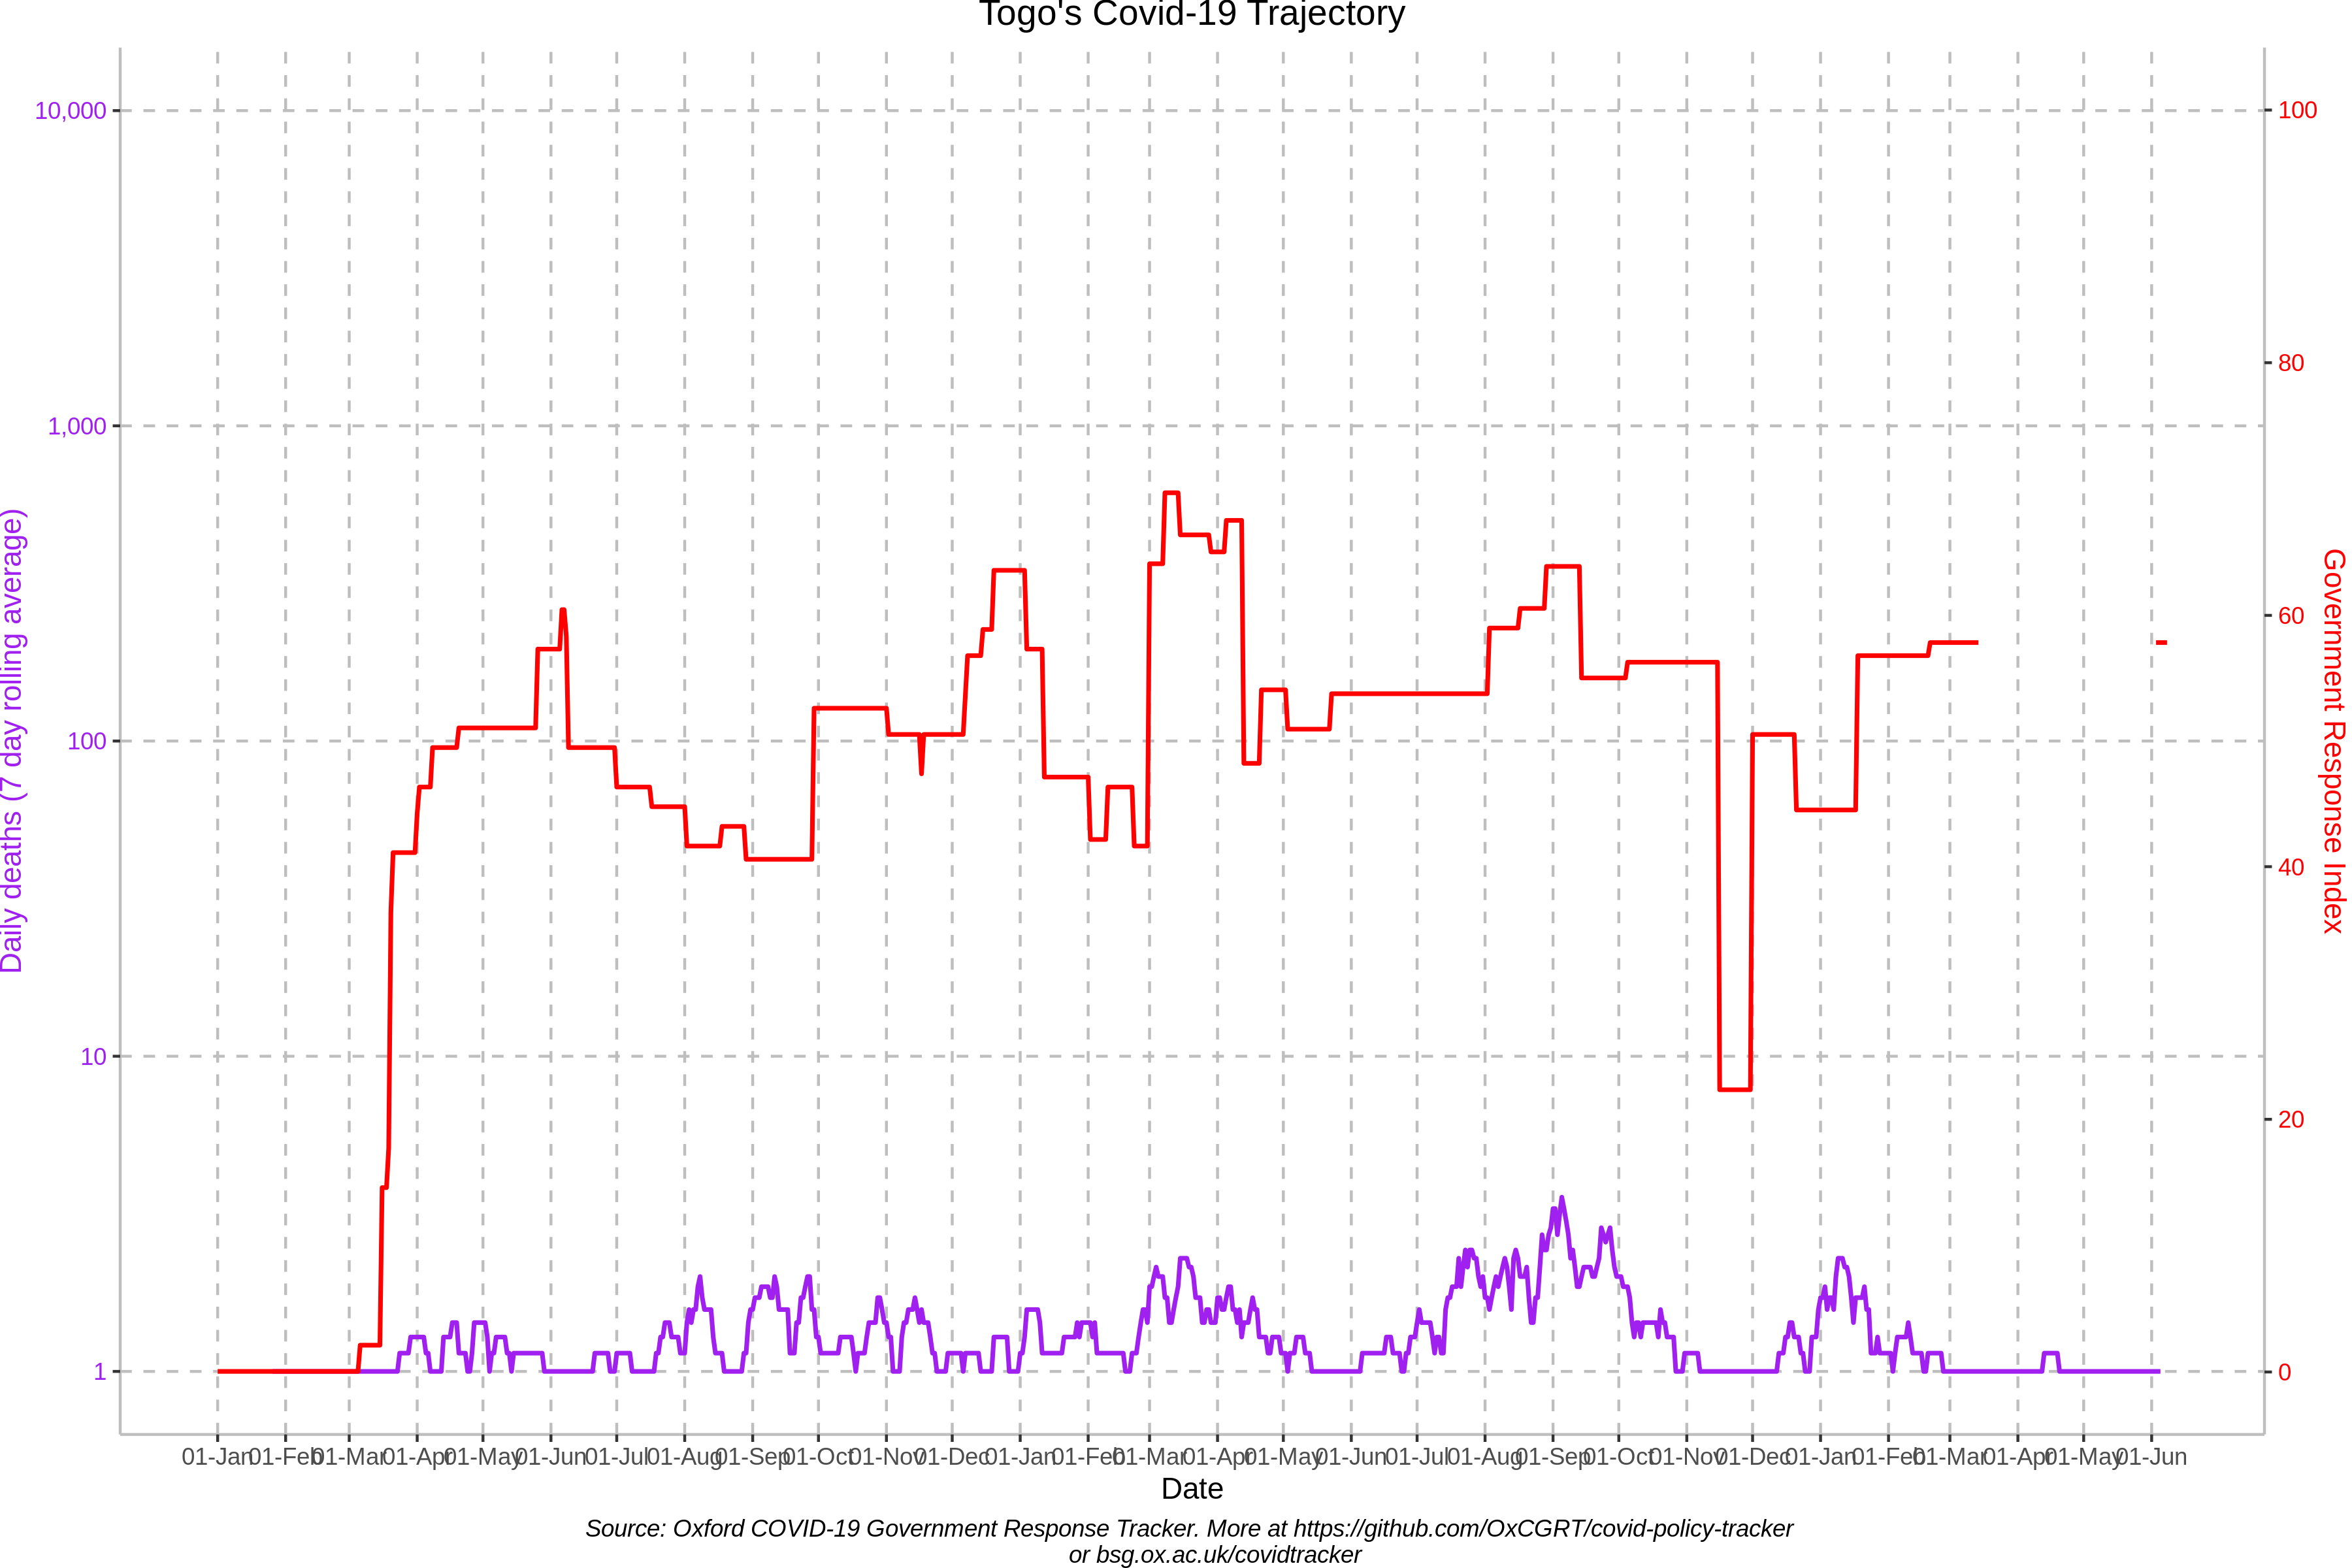 Togo's Covid-19 Trajectory
10,000
1,000
100
10
1
Daily deaths (7 day rolling average)
100
80
60
40
20
0
Government Response Index
01-Jan 01-Feb 01-Mar 01-Apr 01-May 01-Jun 01-Jul 01-Aug 01-Sep 01-Oct 01-Nov 01-Dec 01-Jan 01-Feb 01-Mar 01-Apr 01-May 01-Jun 01-Jul 01-Aug 01-Sep 01-Oct 01-Nov 01-Dec 01-Jan 01-Feb 01-Mar 01-Apr 01-May 01-Jun
Date
Source: Oxford COVID-19 Government Response Tracker. More at https://github.com/OxCGRT/covid-policy-tracker
or bsg.ox.ac.uk/covidtracker